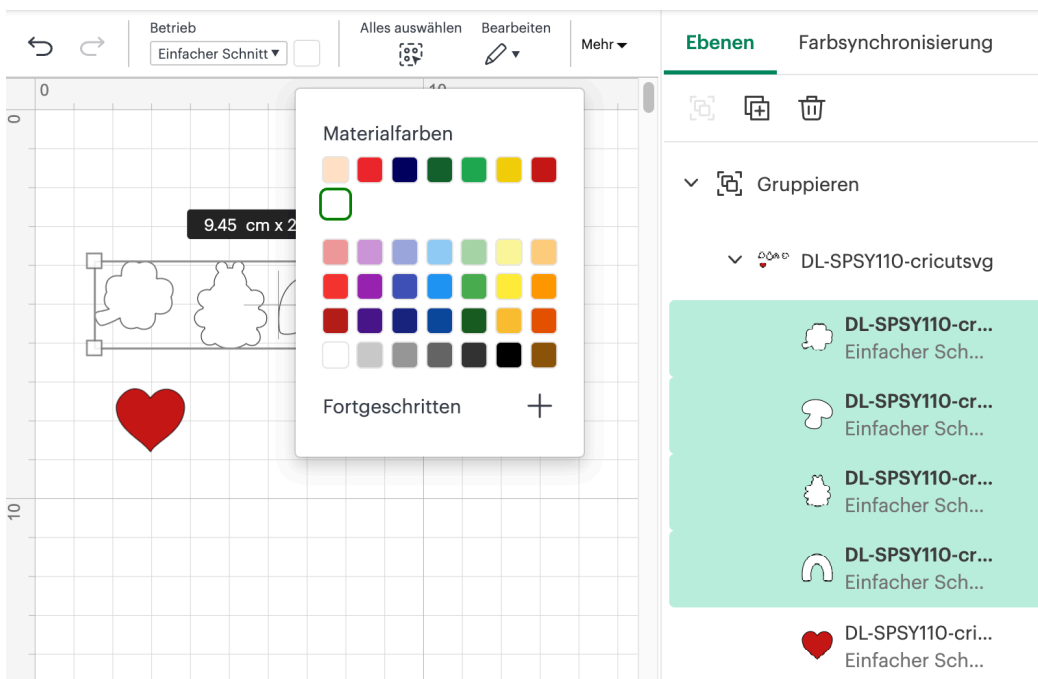 Betrieb
Alles auswählen
Bearbeiten
Einfacher Schnitt
Mehr
Ebenen
Farbsynchronisierung
0
10
0
Materialfarben
Gruppieren
9.45 cm x 2
DL-SPSY110-cricutsvg
DL-SPSY110-cr...
Einfacher Sch...
DL-SPSY110-cr...
Einfacher Sch...
Fortgeschritten
DL-SPSY110-cr...
Einfacher Sch...
10
DL-SPSY110-cr...
Einfacher Sch...
DL-SPSY110-cri...
Einfacher Sch...